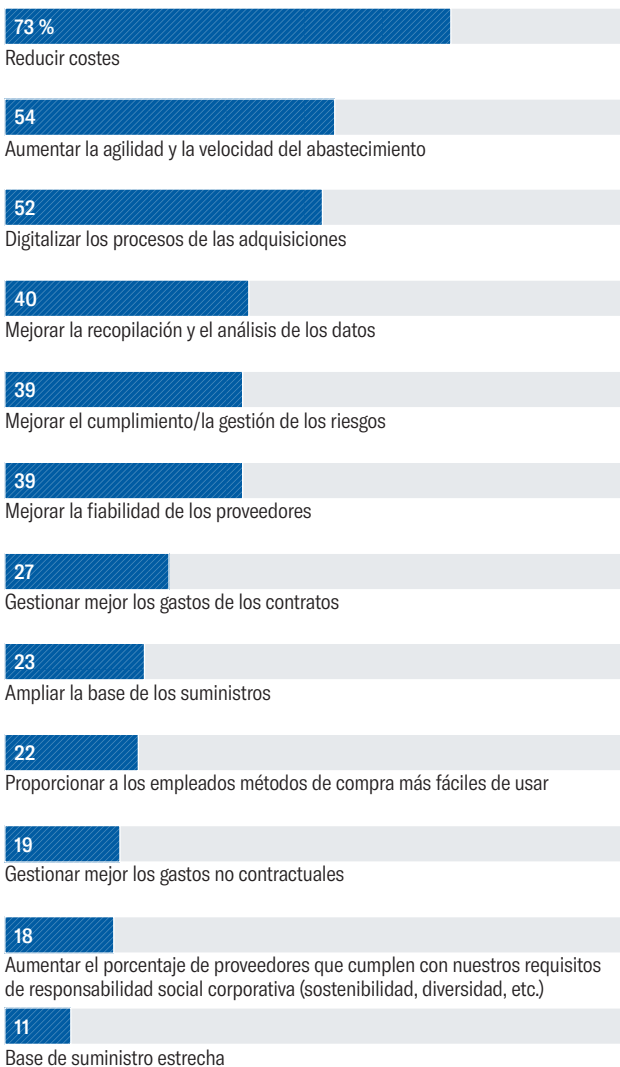 73 %
Reducir costes
54
Aumentar la agilidad y la velocidad del abastecimiento
52
Digitalizar los procesos de las adquisiciones
40
Mejorar la recopilación y el análisis de los datos
39
Mejorar el cumplimiento/la gestión de los riesgos
39
Mejorar la fiabilidad de los proveedores
27
Gestionar mejor los gastos de los contratos
23
Ampliar la base de los suministros
22
Proporcionar a los empleados métodos de compra más fáciles de usar
19
Gestionar mejor los gastos no contractuales
18
Aumentar el porcentaje de proveedores que cumplen con nuestros requisitos
de responsabilidad social corporativa (sostenibilidad, diversidad, etc.)
11
Base de suministro estrecha